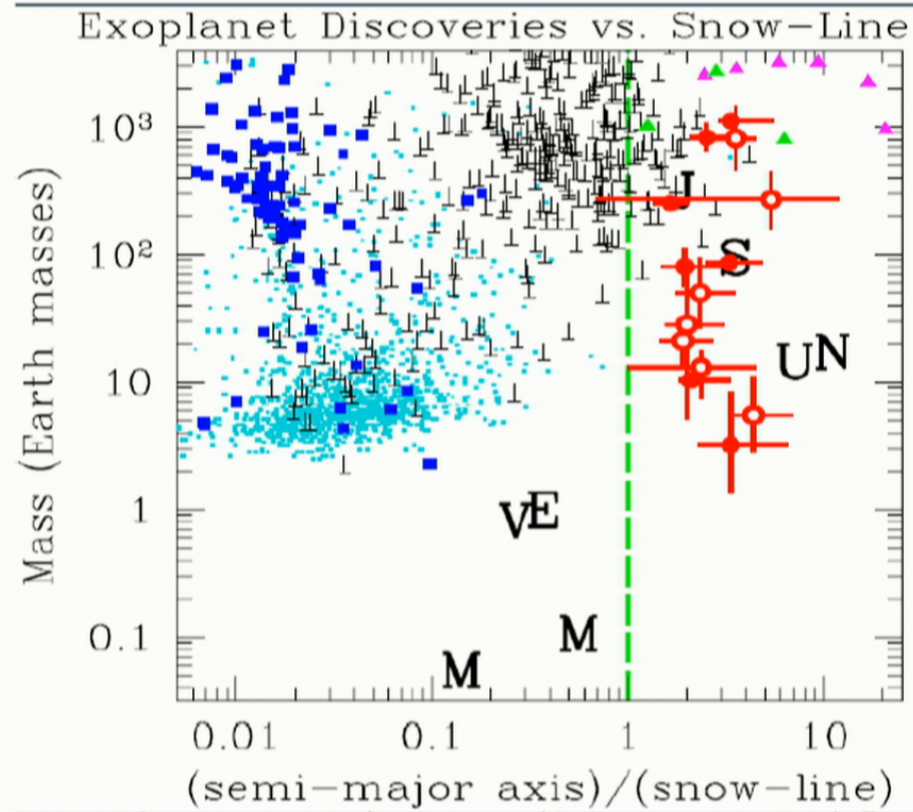 Exoplanet Discoveries vs. Snow-Line
Mass (Earth masses)
10³
10²
10
1
0.1
J
S
U N
V E
M
M
0.01 0.1 1 10
(semi-major axis)/(snow-line)